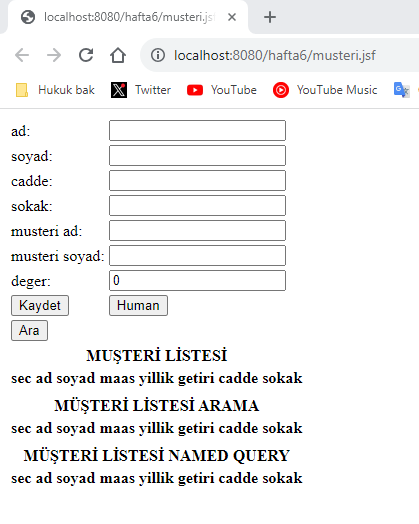 localhost:8080/hafta6/musteri.js
localhost:8080/hafta6/musteri.jsf
Hukuk bak Twitter YouTube YouTube Music
ad:
soyad:
cadde:
sokak:
musteri ad:
musteri soyad:
deger: 0
Kaydet Human
Ara
MUŞTERİ LİSTESİ
sec ad soyad maas yillik getiri cadde sokak
MÜŞTERİ LİSTESİ ARAMA
sec ad soyad maas yillik getiri cadde sokak
MÜŞTERİ LİSTESİ NAMED QUERY
sec ad soyad maas yillik getiri cadde sokak